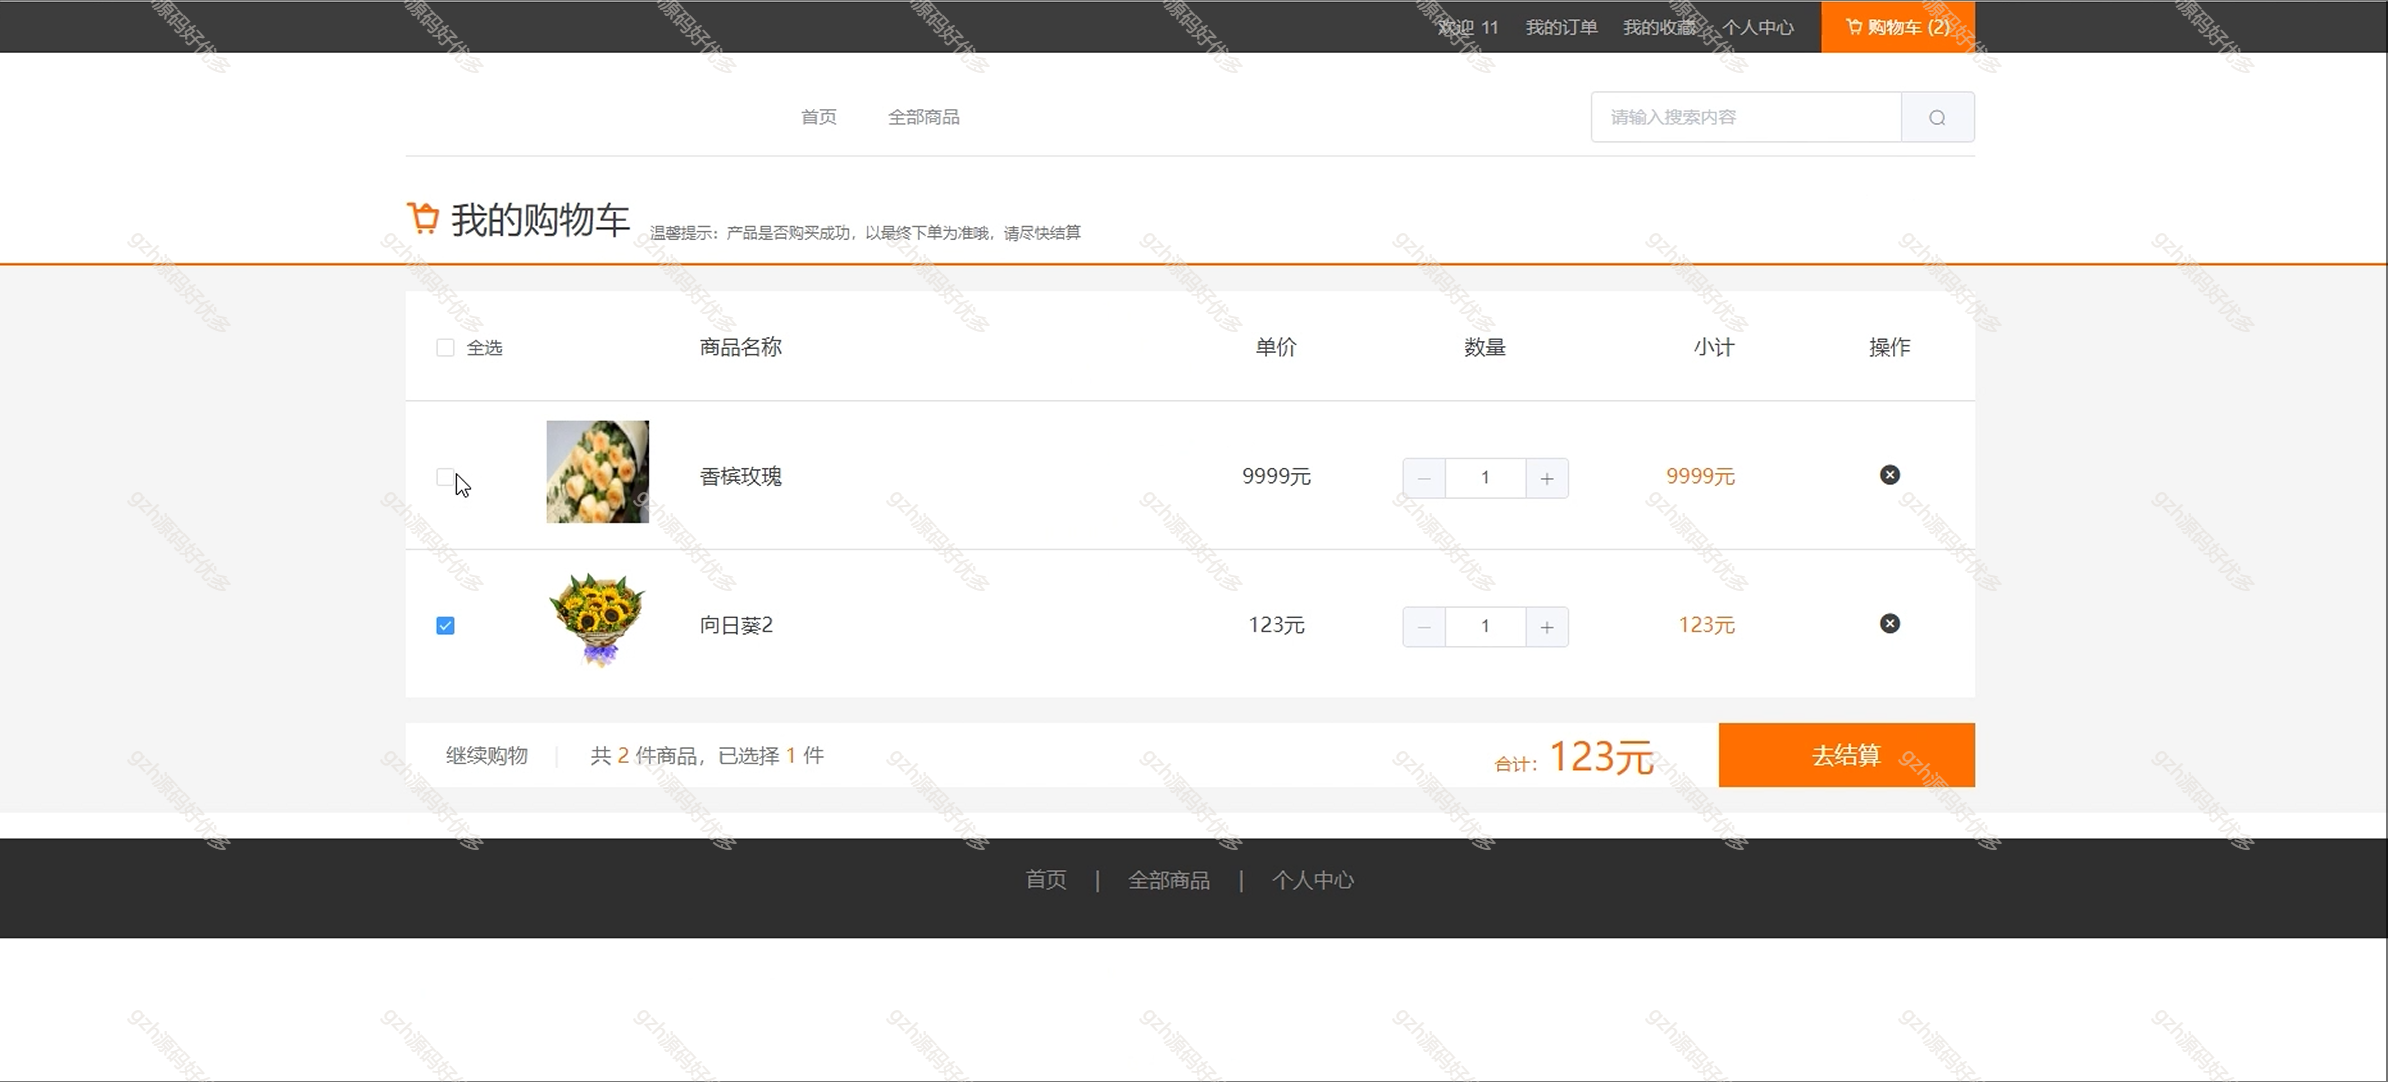 欢迎 11 我的订单 我的收藏 个人中心 购物车 (2)
首页 全部商品 请输入搜索内容
我的购物车 温馨提示：产品是否购买成功，以最终下单为准哦，请尽快结算
全选 商品名称 单价 数量 小计 操作
香槟玫瑰 9999元 1 9999元
向日葵2 123元 1 123元
继续购物 共 2 件商品，已选择 1 件 合计： 123元 去结算
首页 | 全部商品 | 个人中心
gzh源码好优多